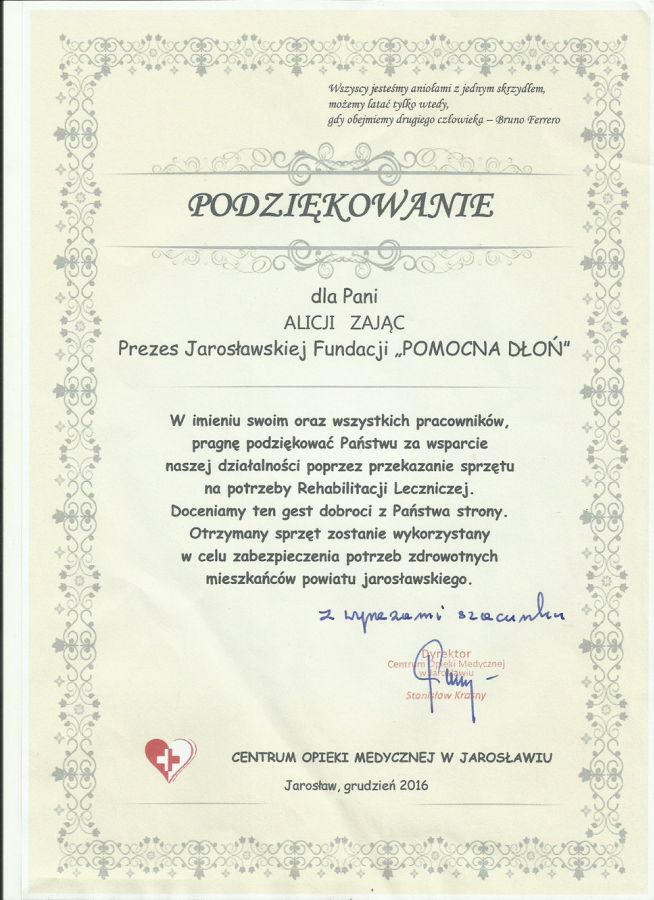 Wszyscy jesteśmy aniołami z jednym skrzydłem,
możemy latać tylko wtedy,
gdy obejmiemy drugiego człowieka – Bruno Ferrero
PODZIĘKOWANIE
dla Pani
ALICJI ZAJĄC
Prezes Jarosławskiej Fundacji „POMOCNA DŁOŃ”
W imieniu swoim oraz wszystkich pracowników,
pragnę podziękować Państwu za wsparcie
naszej działalności poprzez przekazanie sprzętu
na potrzeby Rehabilitacji Leczniczej.
Doceniamy ten gest dobroci z Państwa strony.
Otrzymany sprzęt zostanie wykorzystany
w celu zabezpieczenia potrzeb zdrowotnych
mieszkańców powiatu jarosławskiego.
z wyrazami szacunku
Dyrektor
Centrum Opieki Medycznej
w Jarosławiu
Stanisław Krasny
CENTRUM OPIEKI MEDYCZNEJ W JAROSŁAWIU
Jarosław, grudzień 2016